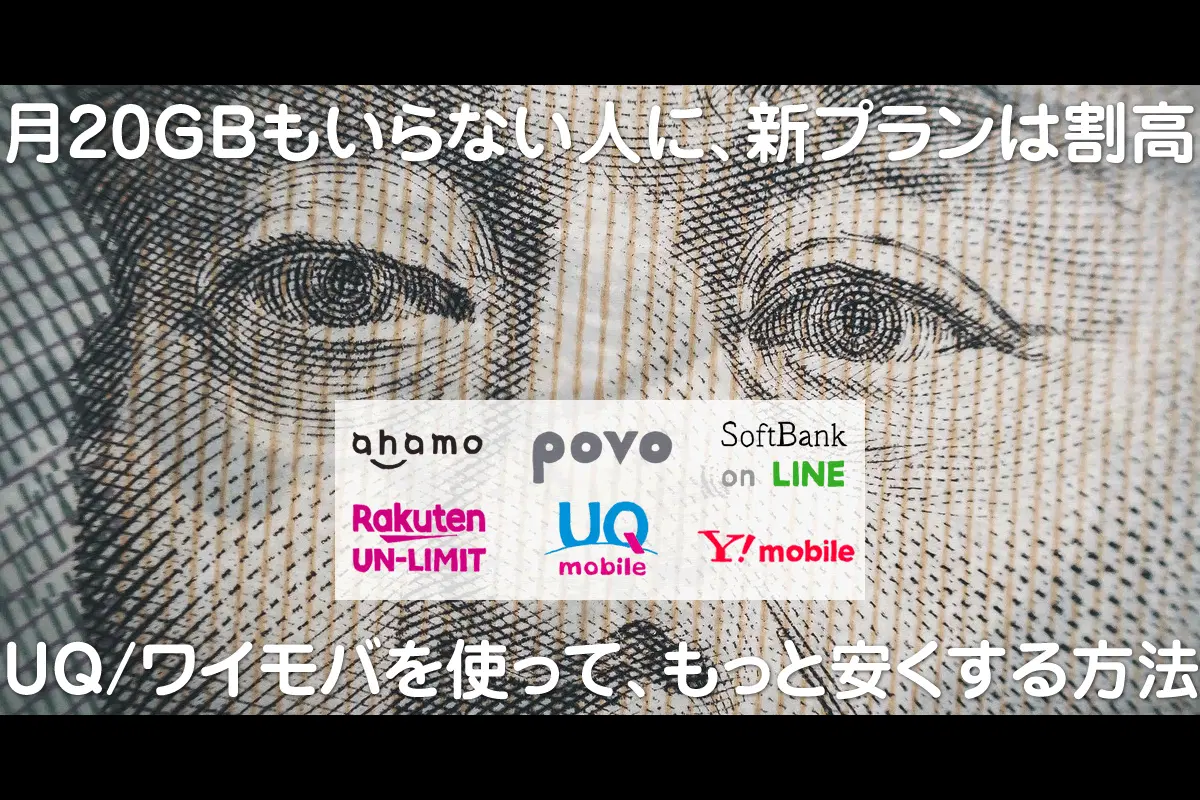 月20GBもいらない人に、新プランは割高
ahamo
povo
SoftBank
on LINE
Rakuten
UN-LIMIT
UQ
mobile
Y! mobile
UQ/ワイモバを使って、もっと安くする方法